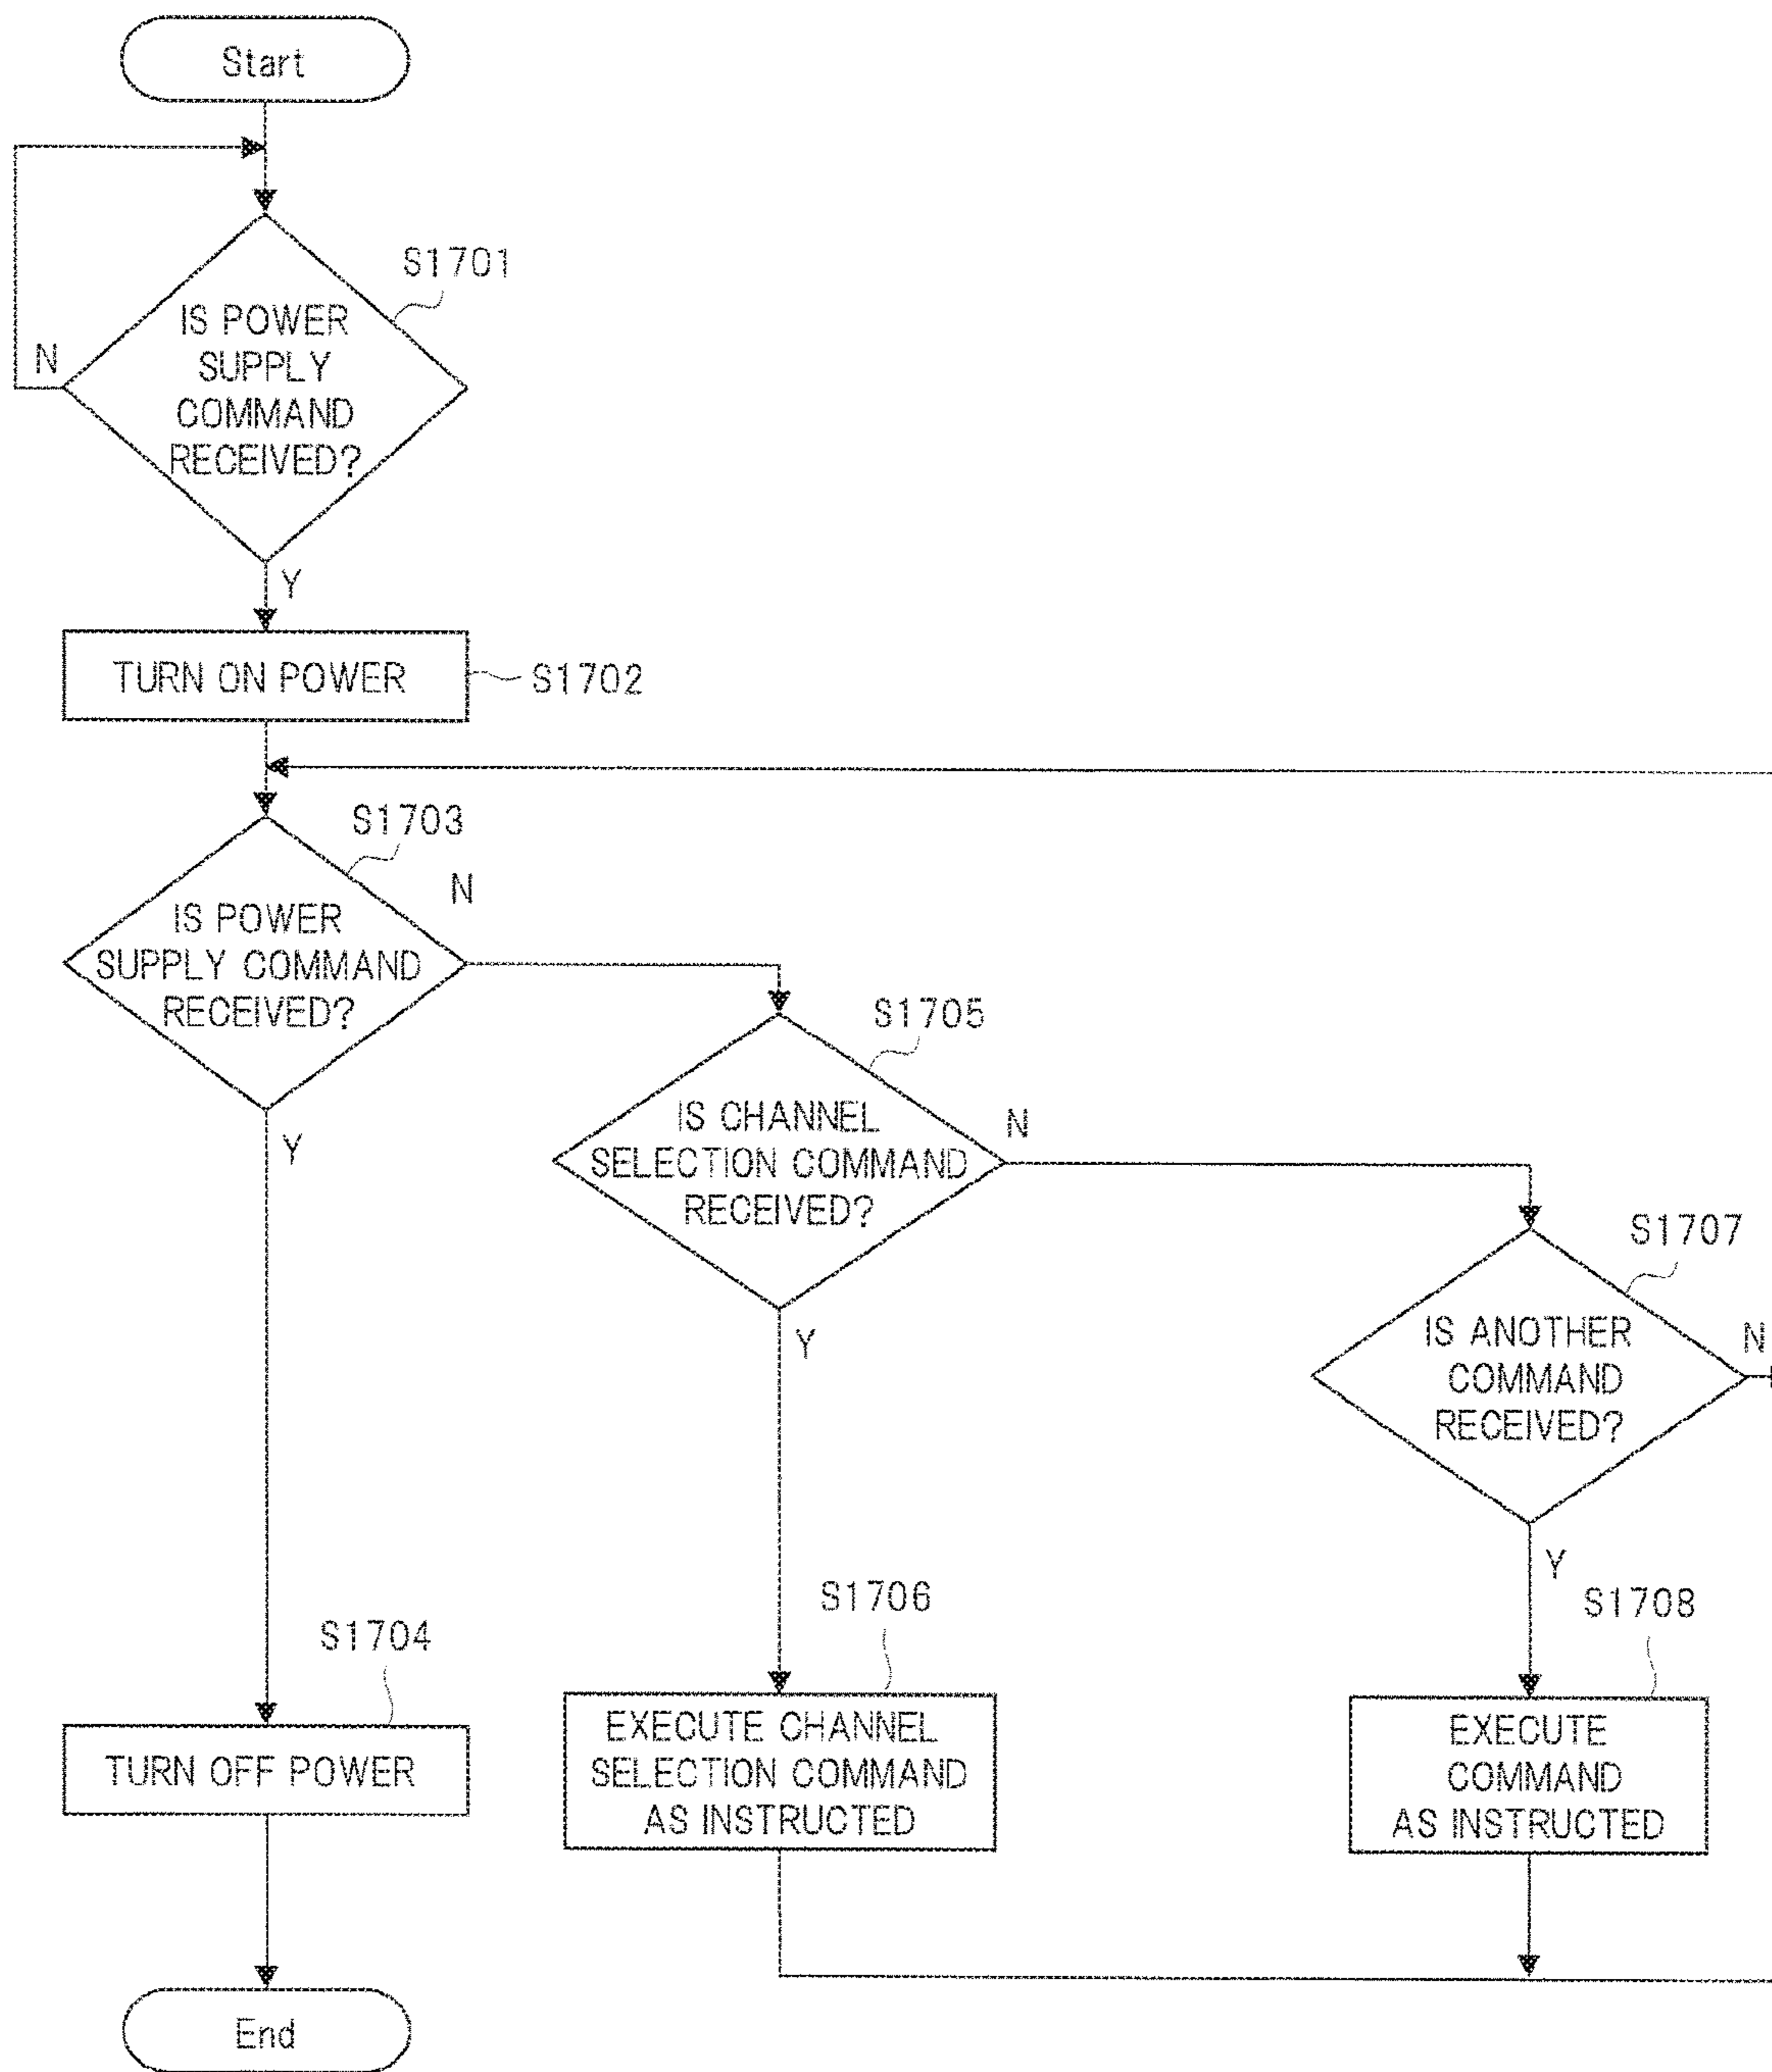 Start
S1701
IS POWER
SUPPLY
COMMAND
RECEIVED?
N
Y
TURN ON POWER
S1702
S1703
IS POWER
SUPPLY COMMAND
RECEIVED?
N
Y
S1705
IS CHANNEL
SELECTION COMMAND
RECEIVED?
N
Y
S1707
IS ANOTHER
COMMAND
RECEIVED?
N
Y
S1704
TURN OFF POWER
S1706
EXECUTE CHANNEL
SELECTION COMMAND
AS INSTRUCTED
S1708
EXECUTE
COMMAND
AS INSTRUCTED
End